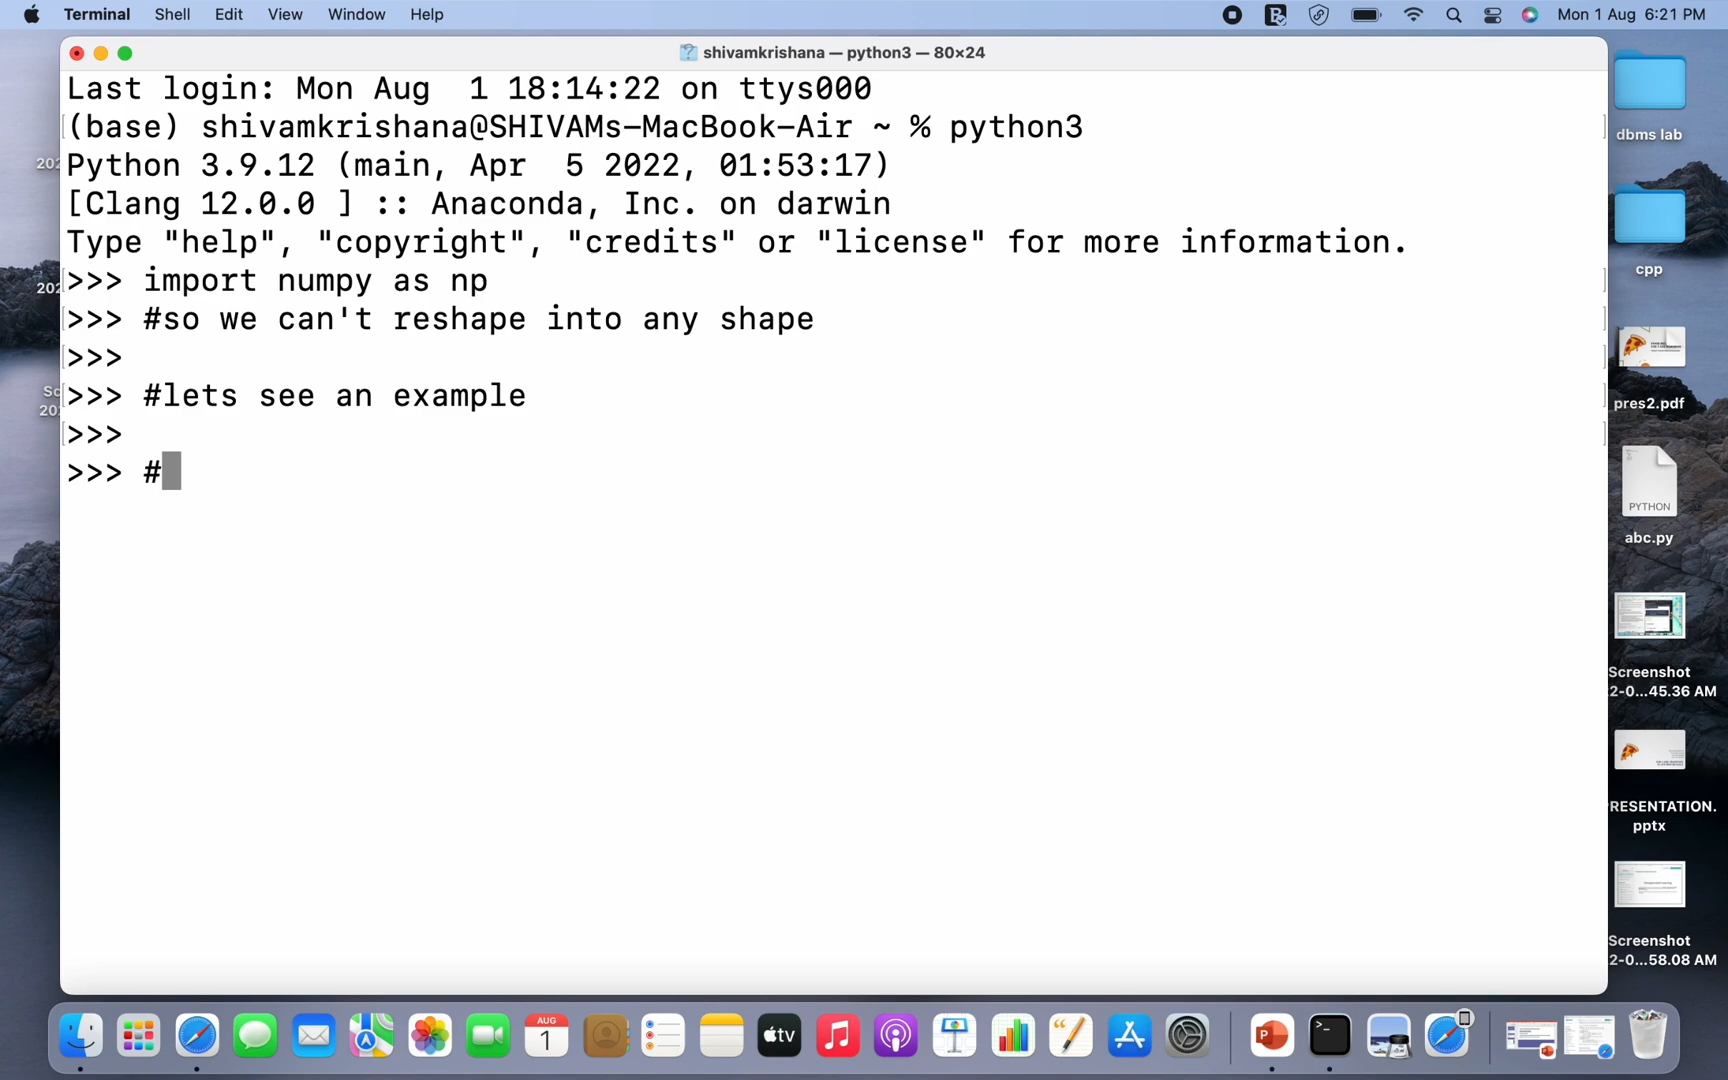 Terminal Shell Edit View Window Help Mon 1 Aug 6:21 PM
shivamkrishana — python3 — 80×24
Last login: Mon Aug  1 18:14:22 on ttys000
(base) shivamkrishana@SHIVAMs-MacBook-Air ~ % python3
Python 3.9.12 (main, Apr  5 2022, 01:53:17)
[Clang 12.0.0 ] :: Anaconda, Inc. on darwin
Type "help", "copyright", "credits" or "license" for more information.
>>> import numpy as np
>>> #so we can't reshape into any shape
>>>
>>> #lets see an example
>>>
>>> #
dbms lab
cpp
pres2.pdf
PYTHON
abc.py
Screenshot
2-0...45.36 AM
RESENTATION.
pptx
Screenshot
2-0...58.08 AM
AUG
1
tv